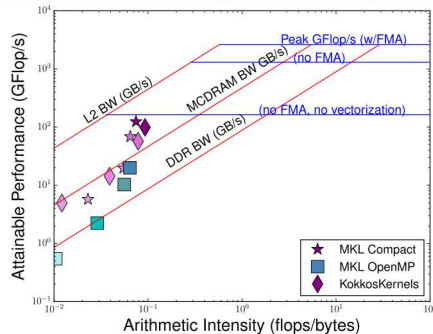 Attainable Performance (GFlop/s)
10⁴
10³
10²
10¹
10⁰
10⁻¹
L2 BW (GB/s)
MCDRAM BW GB/s)
DDR BW (GB/s)
Peak GFlop/s (w/FMA)
(no FMA)
(no FMA, no vectorization)
MKL Compact
MKL OpenMP
KokkosKernels
10⁻² 10⁻¹ 10⁰ 10¹ 10²
Arithmetic Intensity (flops/bytes)